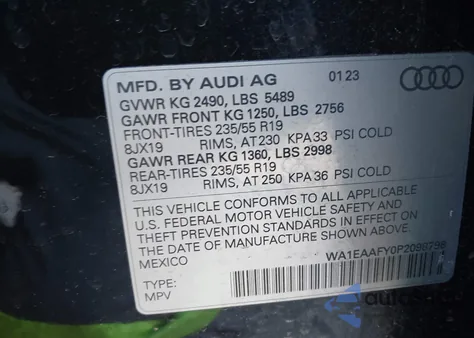 MFD. BY AUDI AG 01 23
GVWR KG 2490, LBS 5489
GAWR FRONT KG 1250, LBS 2756
FRONT-TIRES 235/55 R19
8JX19 RIMS, AT 230 KPA 33 PSI COLD
GAWR REAR KG 1360, LBS 2998
REAR-TIRES 235/55 R19
8JX19 RIMS, AT 250 KPA 36 PSI COLD
THIS VEHICLE CONFORMS TO ALL APPLICABLE
U.S. FEDERAL MOTOR VEHICLE SAFETY AND
THEFT PREVENTION STANDARDS IN EFFECT ON
THE DATE OF MANUFACTURE SHOWN ABOVE.
MEXICO
WA1EAAFY0P2098798
TYPE:
MPV